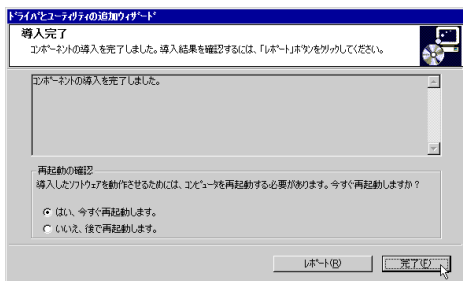 ﾄﾞﾗｲﾊﾞとﾕｰﾃｨﾘﾃｨの追加ｳｨｻﾞｰﾄﾞ
導入完了
ｺﾝﾎﾟｰﾈﾝﾄの導入を完了しました。導入結果を確認するには、「ﾚﾎﾟｰﾄ」ﾎﾞﾀﾝをｸﾘｯｸしてください。
ｺﾝﾎﾟｰﾈﾝﾄの導入を完了しました。
再起動の確認
導入したｿﾌﾄｳｪｱを動作させるためには、ｺﾝﾋﾟｭｰﾀを再起動する必要があります。今すぐ再起動しますか？
はい、今すぐ再起動します。
いいえ、後で再起動します。
ﾚﾎﾟｰﾄ(R)
完了(F)